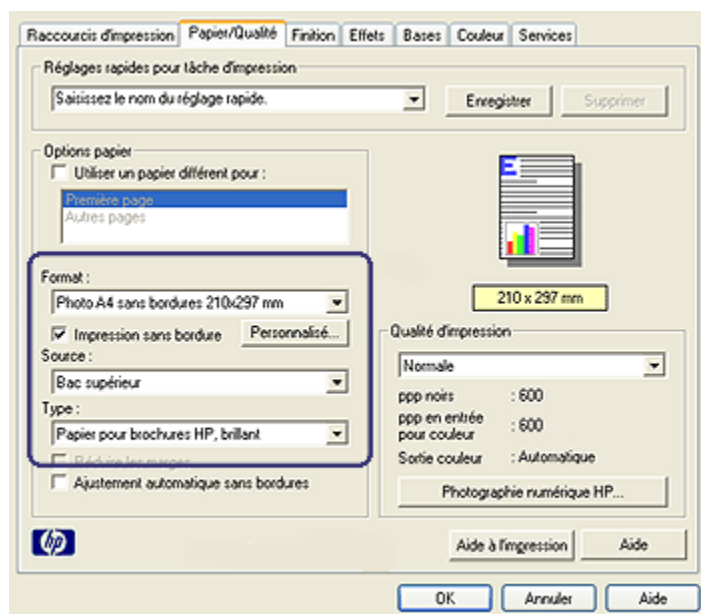 Raccourcis d'impression Papier/Qualité Finition Effets Bases Couleur Services
Réglages rapides pour tâche d'impression
Saisissez le nom du réglage rapide. Enregistrer Supprimer
Options papier
Utiliser un papier différent pour :
Première page
Autres pages
Format :
Photo A4 sans bordures 210x297 mm
Impression sans bordure Personnalisé...
Source :
Bac supérieur
Type :
Papier pour brochures HP, brillant
Réduire les marges
Ajustement automatique sans bordures
E
210 x 297 mm
Qualité d'impression
Normale
ppp noirs : 600
ppp en entrée
pour couleur : 600
Sortie couleur : Automatique
Photographie numérique HP...
hp
Aide à l'impression Aide
OK Annuler Aide